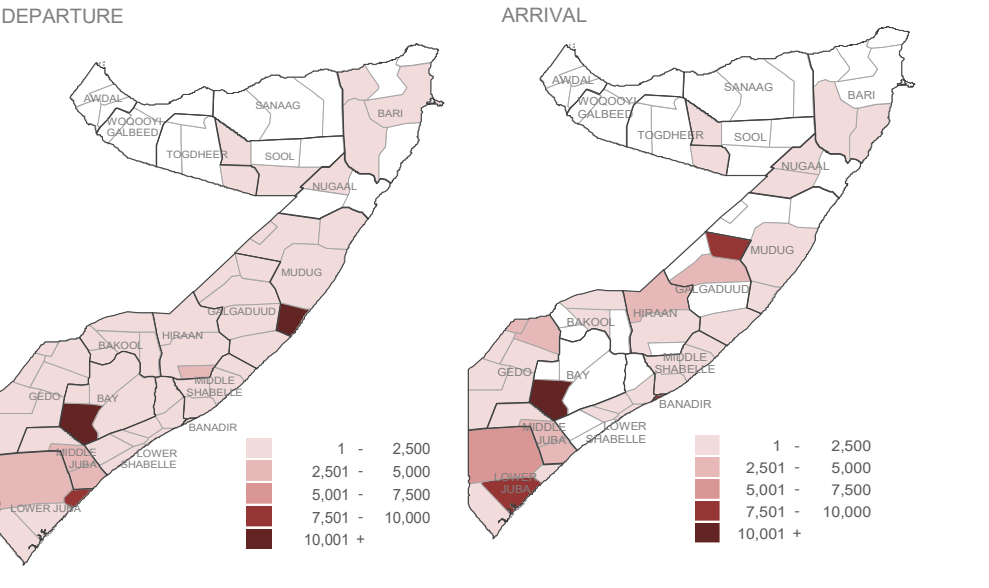 DEPARTURE
AWDAL
WOQOOYI
GALBEED
TOGDHEER
SANAAG
SOOL
BARI
NUGAAL
MUDUG
GALGADUUD
HIRAAN
BAKOOL
MIDDLE
SHABELLE
GEDO
BAY
BANADIR
LOWER
SHABELLE
MIDDLE
JUBA
LOWER JUBA
1 - 2,500
2,501 - 5,000
5,001 - 7,500
7,501 - 10,000
10,001 +
ARRIVAL
AWDAL
WOQOOYI
GALBEED
TOGDHEER
SANAAG
SOOL
BARI
NUGAAL
MUDUG
GALGADUUD
HIRAAN
BAKOOL
MIDDLE
SHABELLE
GEDO
BAY
BANADIR
LOWER
SHABELLE
MIDDLE
JUBA
LOWER
JUBA
1 - 2,500
2,501 - 5,000
5,001 - 7,500
7,501 - 10,000
10,001 +